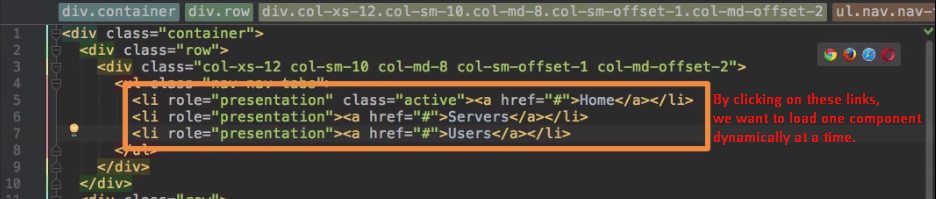 div.container div.row div.col-xs-12.col-sm-10.col-md-8.col-sm-offset-1.col-md-offset-2 ul.nav.nav-
1 <div class="container">
2 <div class="row">
3 <div class="col-xs-12 col-sm-10 col-md-8 col-sm-offset-1 col-md-offset-2">
4 <ul class="nav nav-tabs">
5 <li role="presentation" class="active"><a href="#">Home</a></li>
6 <li role="presentation"><a href="#">Servers</a></li>
7 <li role="presentation"><a href="#">Users</a></li>
8 </ul>
9 </div>
10 </div>
11 <div class="row">
By clicking on these links,
we want to load one component
dynamically at a time.